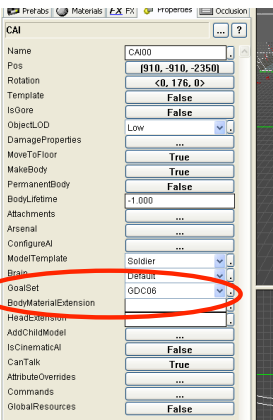 Prefabs Materials FX FX Properties Occlusion
CAI ... ?
Name CAI00 .
Pos (910, -910, -2350)
Rotation <0, 176, 0>
Template False
IsGore False
ObjectLOD Low .
DamageProperties ...
MoveToFloor True
MakeBody True
PermanentBody False
BodyLifetime -1.000
Attachments ...
Arsenal ...
ConfigureAI ...
ModelTemplate Soldier .
Brain Default .
GoalSet GDC06 .
BodyMaterialExtension .
HeadExtension .
AddChildModel ...
IsCinematicAI False
CanTalk True
AttributeOverrides ...
Commands ...
GlobalResources False